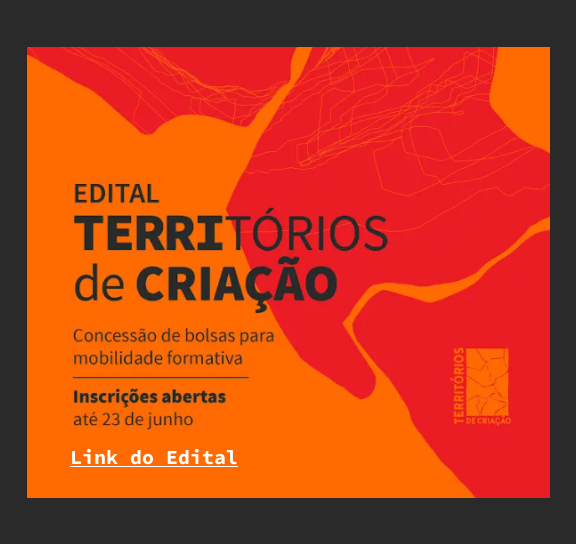 EDITAL
TERRITÓRIOS
de CRIAÇÃO
Concessão de bolsas para
mobilidade formativa
Inscrições abertas
até 23 de junho
Link do Edital
TERRITÓRIOS
DE CRIAÇÃO